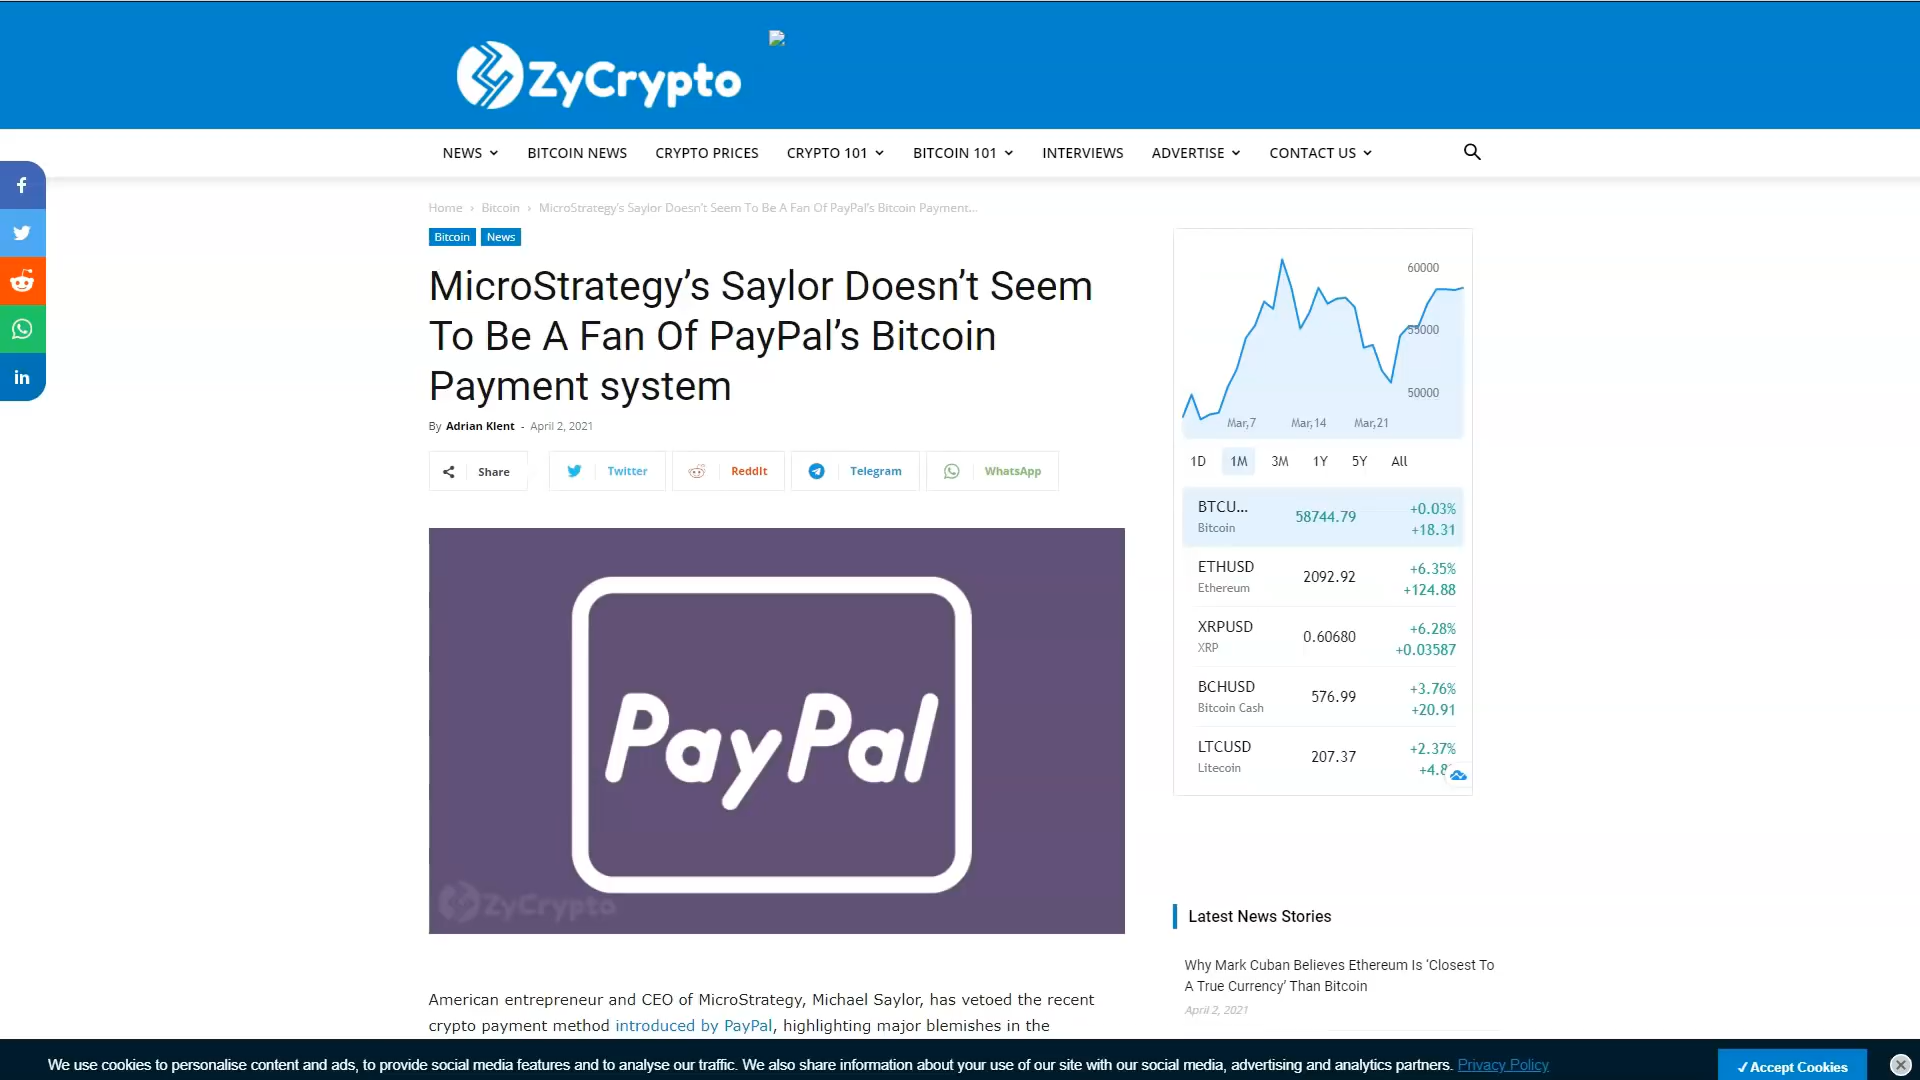 ZyCrypto
NEWS
BITCOIN NEWS
CRYPTO PRICES
CRYPTO 101
BITCOIN 101
INTERVIEWS
ADVERTISE
CONTACT US
Home › Bitcoin › MicroStrategy’s Saylor Doesn’t Seem To Be A Fan Of PayPal’s Bitcoin Payment...
Bitcoin News
MicroStrategy’s Saylor Doesn’t Seem
To Be A Fan Of PayPal’s Bitcoin
Payment system
By Adrian Klent - April 2, 2021
Share
Twitter
ReddIt
Telegram
WhatsApp
PayPal
ZyCrypto
American entrepreneur and CEO of MicroStrategy, Michael Saylor, has vetoed the recent
crypto payment method introduced by PayPal, highlighting major blemishes in the
60000
55000
50000
Mar,7 Mar,14 Mar,21
1D 1M 3M 1Y 5Y All
BTCU... 58744.79 +0.03%
Bitcoin +18.31
ETHUSD 2092.92 +6.35%
Ethereum +124.88
XRPUSD 0.60680 +6.28%
XRP +0.03587
BCHUSD 576.99 +3.76%
Bitcoin Cash +20.91
LTCUSD 207.37 +2.37%
Litecoin +4.8
Latest News Stories
Why Mark Cuban Believes Ethereum Is ‘Closest To
A True Currency’ Than Bitcoin
April 2, 2021
We use cookies to personalise content and ads, to provide social media features and to analyse our traffic. We also share information about your use of our site with our social media, advertising and analytics partners. Privacy Policy
✓Accept Cookies